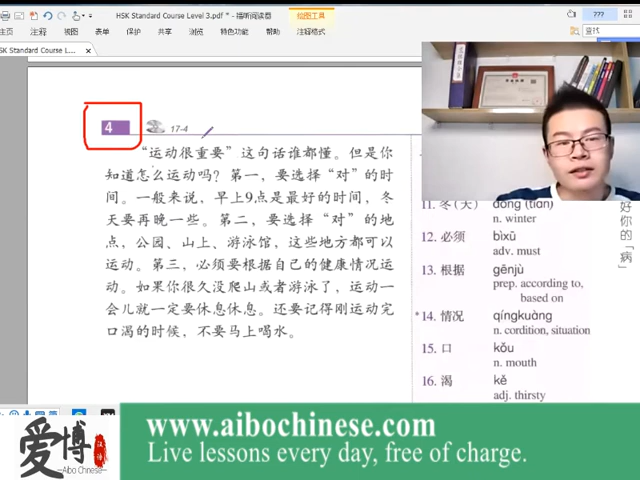 HSK Standard Course Level 3.pdf * - 福昕阅读器
绘图工具
???
主页 注释 视图 表单 保护 共享 浏览 特色功能 帮助 注释格式
查找
HSK Standard Course L... ×
4 17-4
“运动很重要”这句话谁都懂。但是你
知道怎么运动吗？第一，要选择“对”的时
间。一般来说，早上9点是最好的时间，冬
天要再晚一些。第二，要选择“对”的地
点，公园、山上、游泳馆，这些地方都可以
运动。第三，必须要根据自己的健康情况运
动。如果你很久没爬山或者游泳了，运动一
会儿就一定要休息休息。还要记得刚运动完
口渴的时候，不要马上喝水。
11. 冬(天) dōng (tiān)
n. winter
12. 必须 bìxū
adv. must
13. 根据 gēnjù
prep. according to,
based on
*14. 情况 qíngkuàng
n. cordition, situation
15. 口 kǒu
n. mouth
16. 渴 kě
adj. thirsty
好你的「病」
www.aibochinese.com
Live lessons every day, free of charge.
爱博
汉语
—Aibo Chinese—